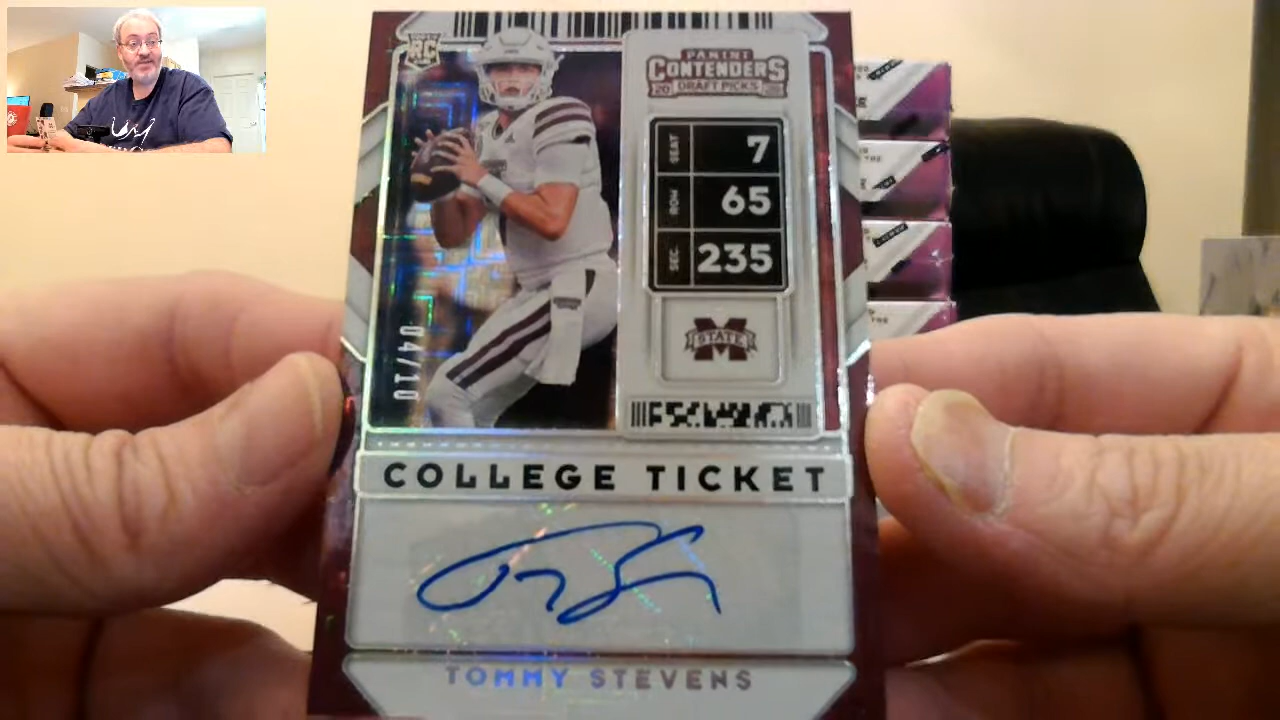 RC
PANINI
CONTENDERS
20 DRAFT PICKS 20
SEAT 7
ROW 65
SEC. 235
STATE
04/10
COLLEGE TICKET
TOMMY STEVENS